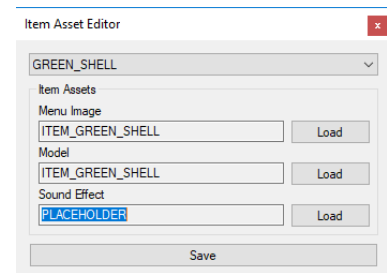 Item Asset Editor
x
GREEN_SHELL
Item Assets
Menu Image
ITEM_GREEN_SHELL Load
Model
ITEM_GREEN_SHELL Load
Sound Effect
PLACEHOLDER Load
Save